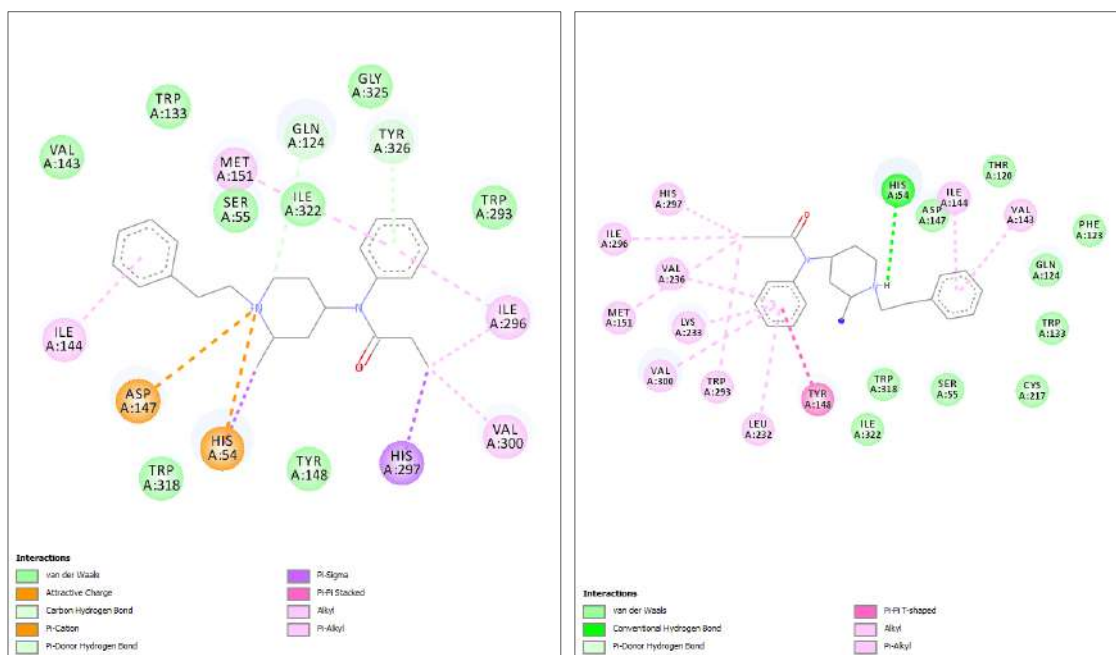 GLY
A:325
TRP
A:133
GLN
A:124
TYR
A:326
VAL
A:143
MET
A:151
SER
A:55
ILE
A:322
TRP
A:293
N
N
O
ILE
A:144
ILE
A:296
ASP
A:147
HIS
A:54
VAL
A:300
TRP
A:318
TYR
A:148
HIS
A:297
Interactions
van der Waals
Attractive Charge
Carbon Hydrogen Bond
Pi-Cation
Pi-Donor Hydrogen Bond
Pi-Sigma
Pi-Pi Stacked
Alkyl
Pi-Alkyl
THR
A:120
HIS
A:54
ILE
A:144
HIS
A:297
ASP
A:147
VAL
A:143
PHE
A:123
O
ILE
A:296
VAL
A:236
GLN
A:124
N
N
H
MET
A:151
LYS
A:233
TRP
A:133
VAL
A:300
TRP
A:293
TYR
A:148
TRP
A:318
SER
A:55
CYS
A:217
LEU
A:232
ILE
A:322
Interactions
van der Waals
Conventional Hydrogen Bond
Pi-Donor Hydrogen Bond
Pi-Pi T-shaped
Alkyl
Pi-Alkyl